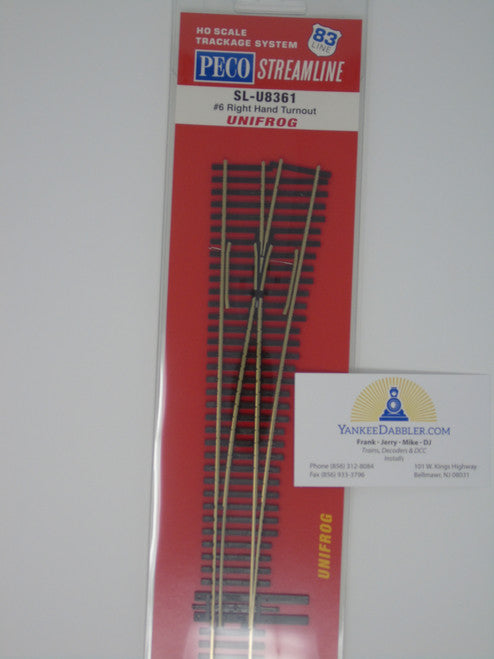 HO SCALE
TRACKAGE SYSTEM
83
LINE
PECO STREAMLINE
SL-U8361
#6 Right Hand Turnout
UNIFROG
YANKEEDABBLER.COM
Frank • Jerry • Mike • DJ
Trains, Decoders & DCC
Installs
Phone (856) 312-8084
Fax (856) 933-3796
101 W. Kings Highway
Bellmawr, NJ 08031
UNIFROG